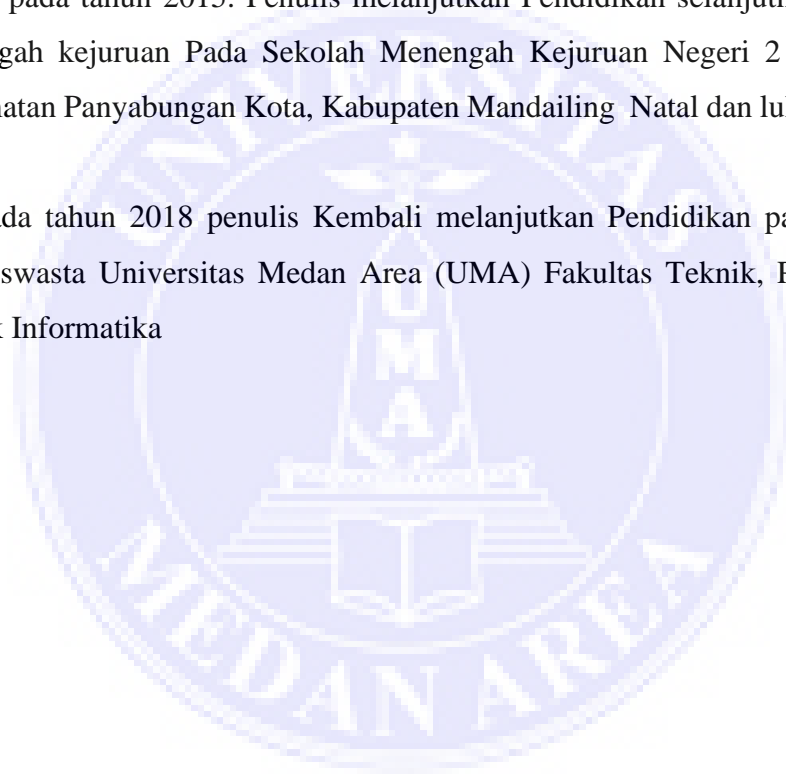 pada tahun 2015. Penulis melanjutkan Pendidikan
kejuruan Pada Sekolah Menengah Kejuruan Negeri 2
Panyabungan Kota, Kabupaten Mandailing Natal dan
tahun 2018 penulis Kembali melanjutkan Pendidikan
swasta Universitas Medan Area (UMA) Fakultas Teknik,
Informatika
UNIVERSITAS
UMA
MEDAN AREA